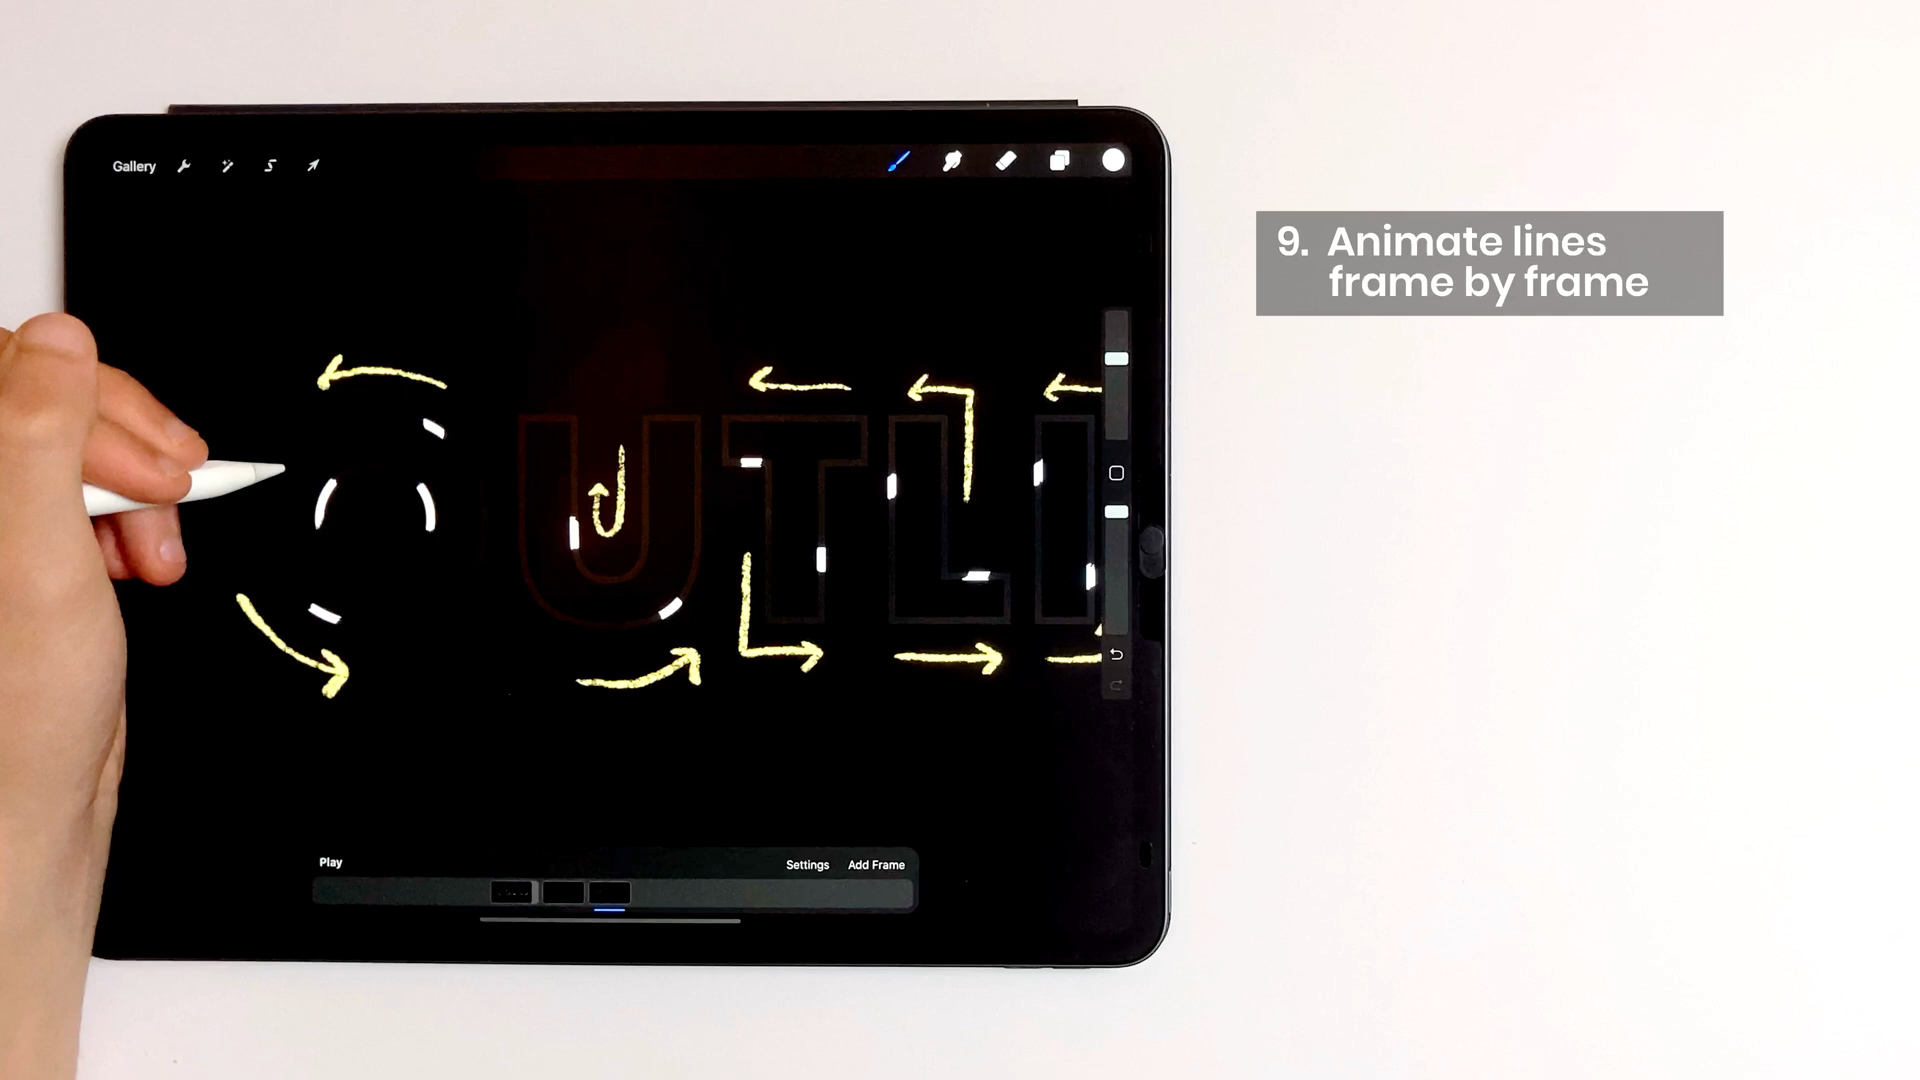 Gallery
9. Animate lines
frame by frame
UTLI
Play
Settings Add Frame